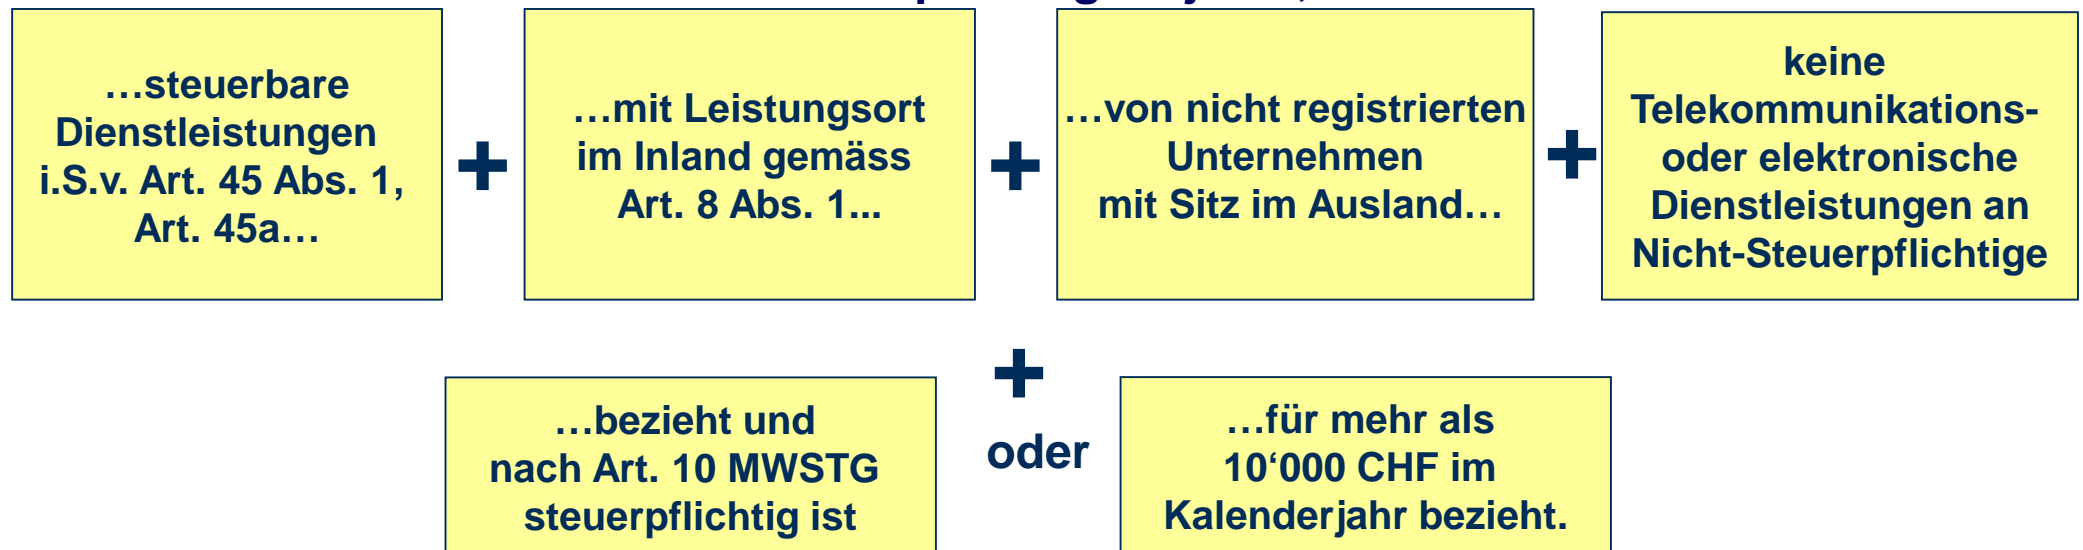 …steuerbare
Dienstleistungen
i.S.v. Art. 45 Abs. 1,
Art. 45a…
+
…mit Leistungsort
im Inland gemäss
Art. 8 Abs. 1...
+
…von nicht registrierten
Unternehmen
mit Sitz im Ausland…
+
keine
Telekommunikations-
oder elektronische
Dienstleistungen an
Nicht-Steuerpflichtige
+
…bezieht und
nach Art. 10 MWSTG
steuerpflichtig ist
oder
…für mehr als
10‘000 CHF im
Kalenderjahr bezieht.